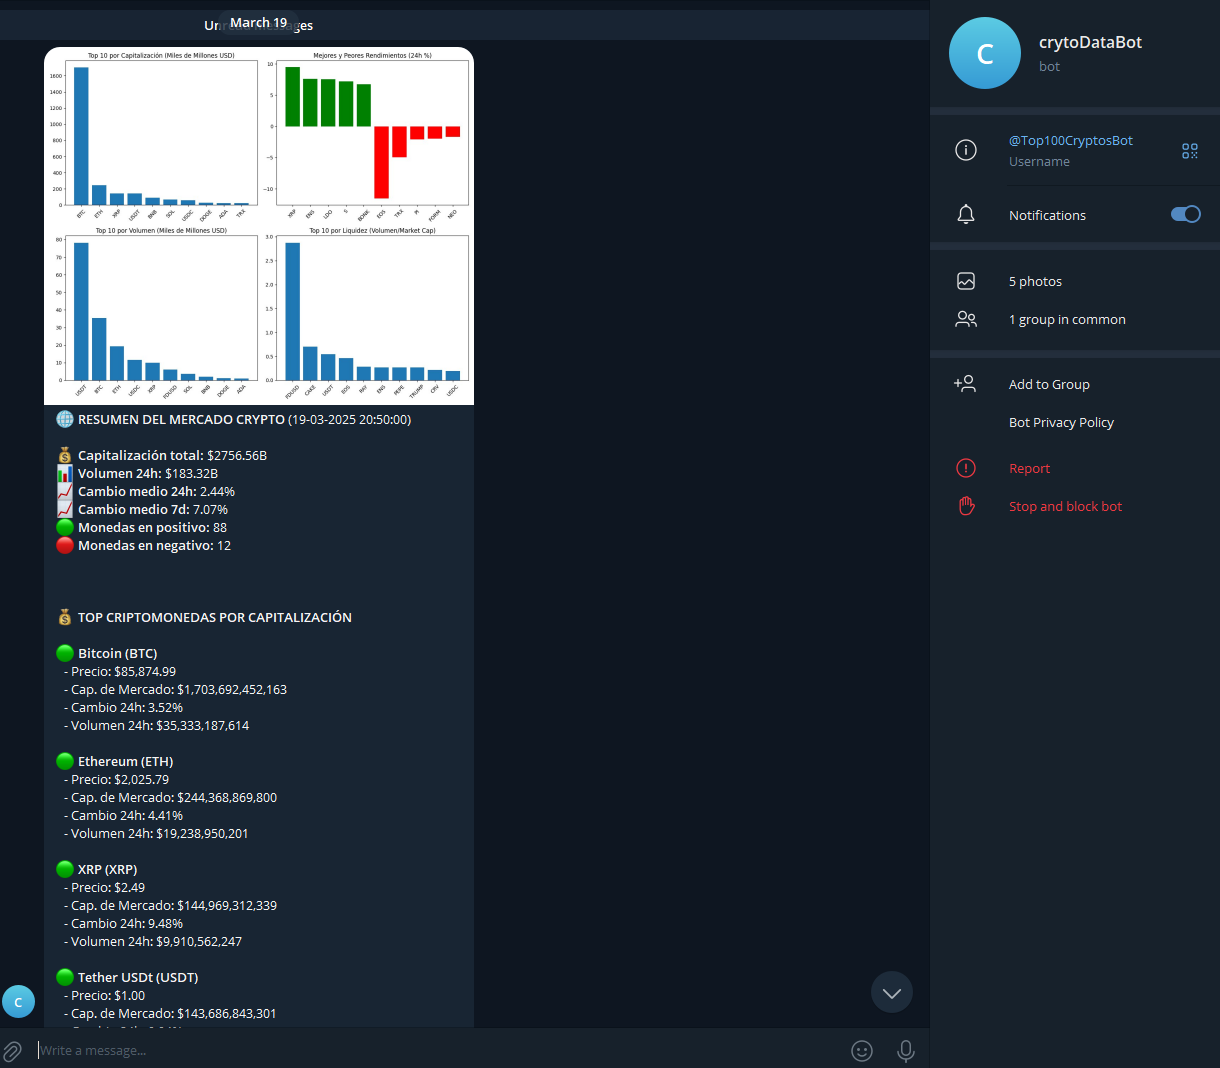 March 19
Top 10 por Capitalización (Miles de Millones USD)
1600
1400
1200
1000
800
600
400
200
0
BTC
ETH
XRP
USDT
BNB
SOL
USDC
DOGE
ADA
TRX
Mejores y Peores Rendimientos (24h %)
10
5
0
−5
−10
XRP
ENS
LDO
S
BONK
EOS
TRX
PI
FORM
NEO
Top 10 por Volumen (Miles de Millones USD)
80
70
60
50
40
30
20
10
0
USDT
BTC
ETH
USDC
XRP
FDUSD
SOL
BNB
DOGE
ADA
Top 10 por Liquidez (Volumen/Market Cap)
3.0
2.5
2.0
1.5
1.0
0.5
0.0
FDUSD
CAKE
USDT
EOS
ENS
PEPE
TRUMP
CRV
USDC
RESUMEN DEL MERCADO CRYPTO (19-03-2025 20:50:00)
Capitalización total: $2756.56B
Volumen 24h: $183.32B
Cambio medio 24h: 2.44%
Cambio medio 7d: 7.07%
Monedas en positivo: 88
Monedas en negativo: 12
TOP CRIPTOMONEDAS POR CAPITALIZACIÓN
Bitcoin (BTC)
- Precio: $85,874.99
- Cap. de Mercado: $1,703,692,452,163
- Cambio 24h: 3.52%
- Volumen 24h: $35,333,187,614
Ethereum (ETH)
- Precio: $2,025.79
- Cap. de Mercado: $244,368,869,800
- Cambio 24h: 4.41%
- Volumen 24h: $19,238,950,201
XRP (XRP)
- Precio: $2.49
- Cap. de Mercado: $144,969,312,339
- Cambio 24h: 9.48%
- Volumen 24h: $9,910,562,247
Tether USDt (USDT)
- Precio: $1.00
- Cap. de Mercado: $143,686,843,301
C
Write a message...
C
crytoDataBot
bot
@Top100CryptosBot
Username
Notifications
5 photos
1 group in common
Add to Group
Bot Privacy Policy
Report
Stop and block bot